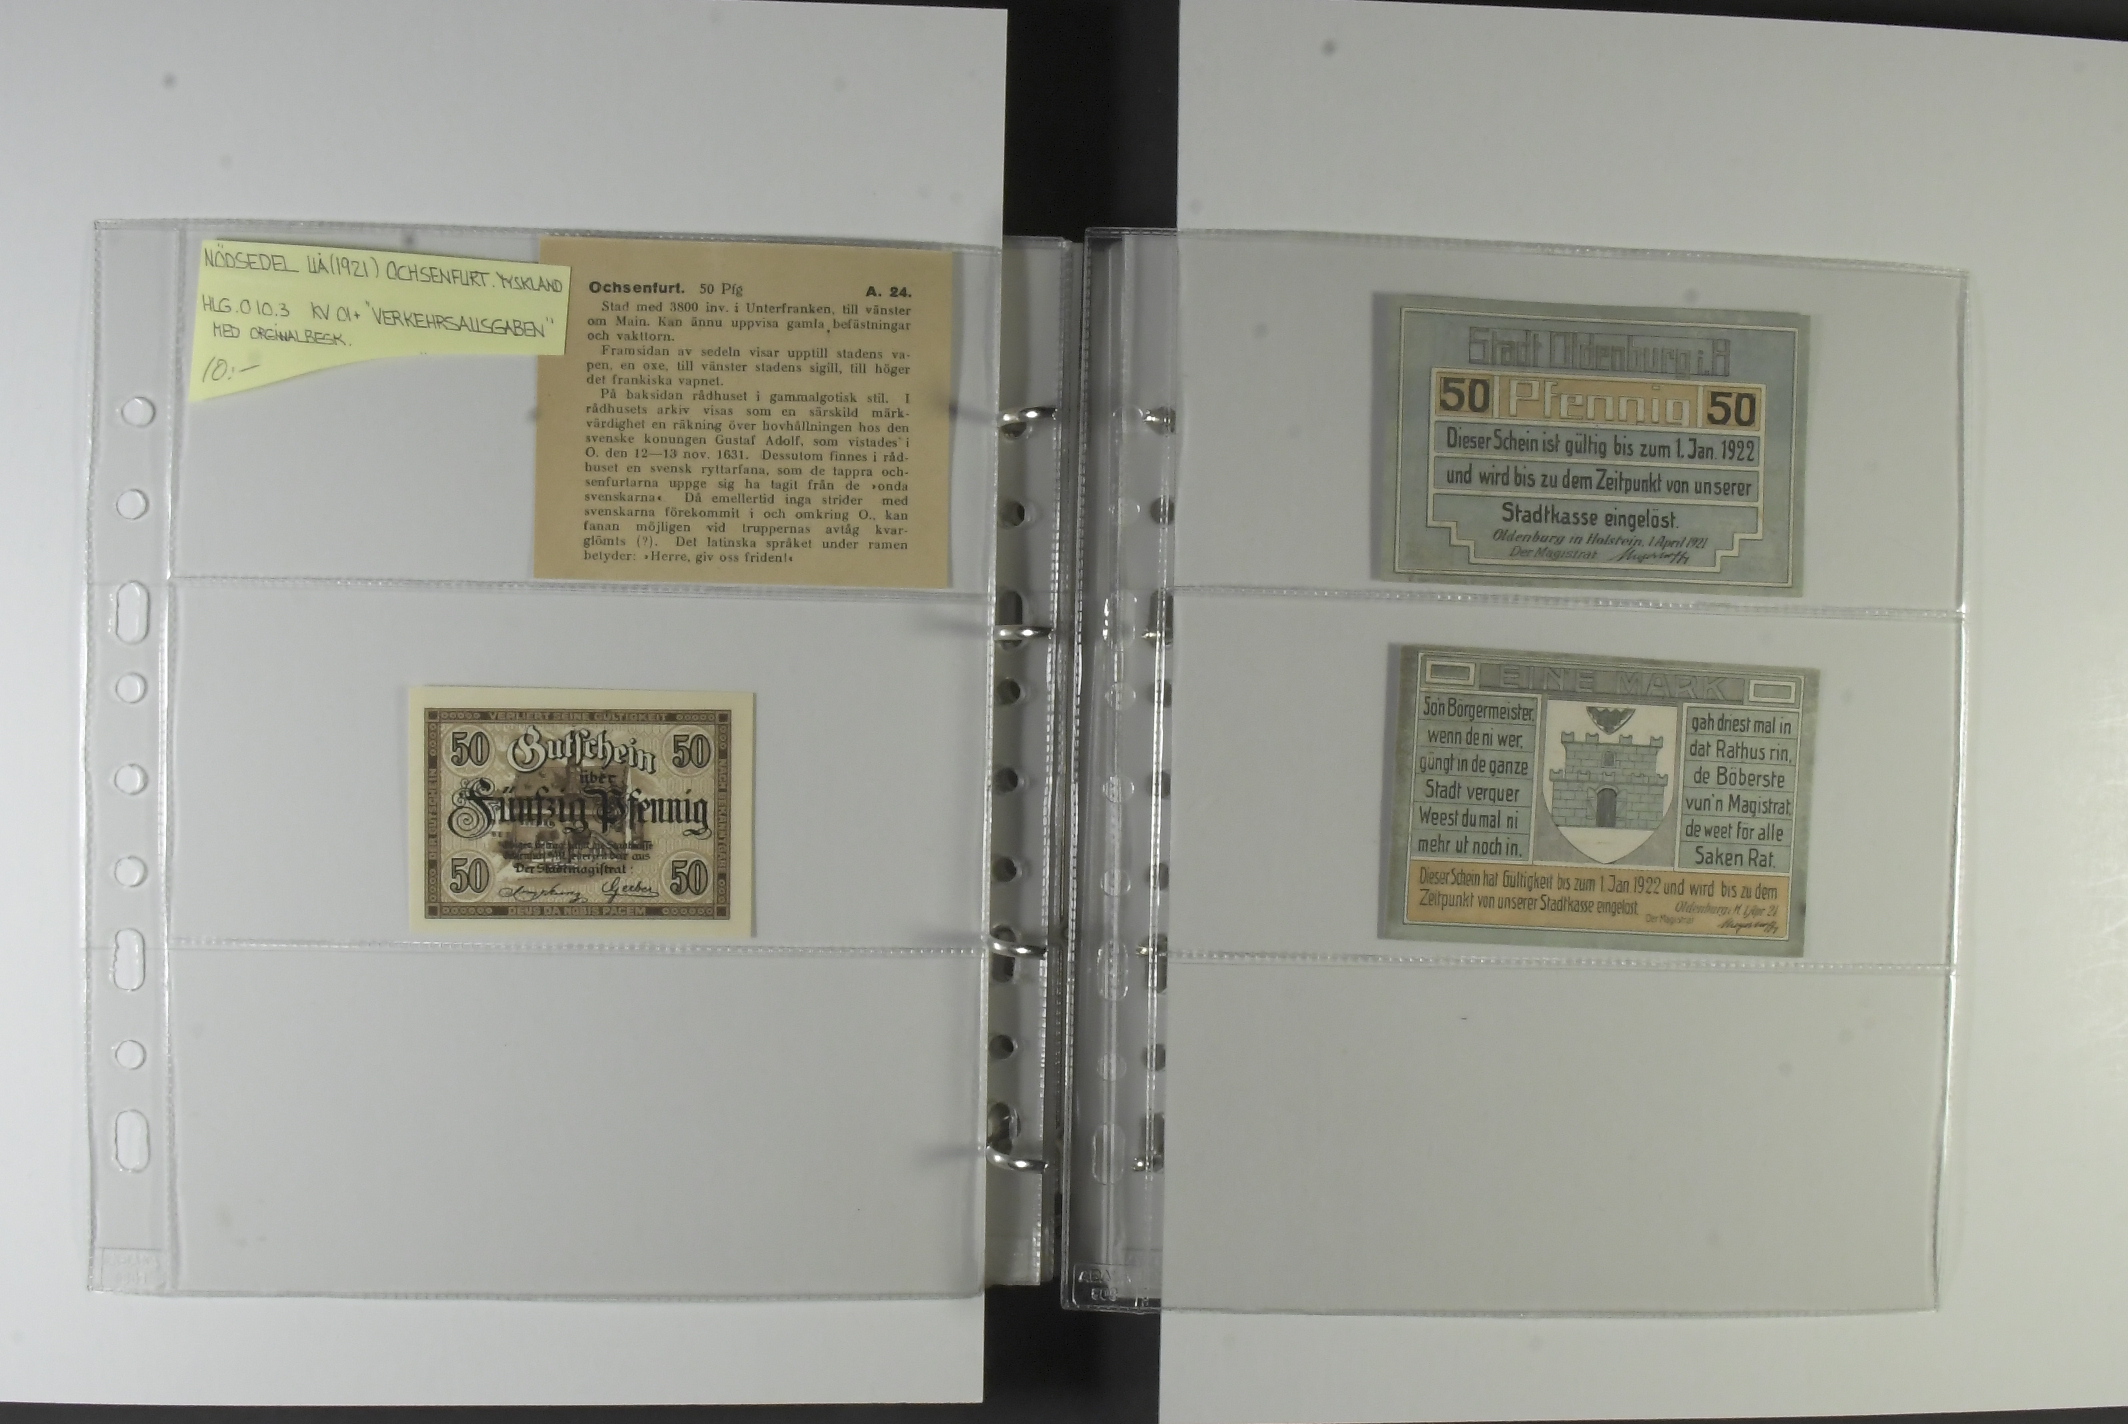 NÖDSEDEL UÅ (1921) OCHSENFURT. TYSKLAND
HLG. O 10.3 KV 01+ "VERKEHRSAUSGABEN"
MED ORGINALBESK.
10:-
Ochsenfurt. 50 Pfg A. 24.
Stad med 3800 inv. i Unterfranken, till vänster
om Main. Kan ännu uppvisa gamla befästningar
och vakttorn.
Framsidan av sedeln visar upptill stadens va-
pen, en oxe, till vänster stadens sigill, till höger
det frankiska vapnet.
På baksidan rådhuset i gammalgotisk stil. I
rådhusets arkiv visas som en särskild märk-
värdighet en räkning över hovhållningen hos den
svenske konungen Gustaf Adolf, som vistades i
O. den 12—13 nov. 1631. Dessutom finnes i råd-
huset en svensk ryttarfana, som de tappra och-
senfurtarna uppge sig ha tagit från de »onda
svenskarna«. Då emellertid inga strider med
svenskarna förekommit i och omkring O., kan
fanan möjligen vid truppernas avtåg kvar-
glömts (?). Det latinska språket under ramen
betyder: »Herre, giv oss friden!«
VERLIERT SEINE GÜLTIGKEIT
DER GUTSCHEIN
50 Gutschein 50
über
Fünfzig Pfennig
50 Der Stadtmagistrat: 50
Gerber
DEUS DA NOBIS PACEM
Stadt Oldenburg i.H
50 Pfennig 50
Dieser Schein ist gültig bis zum 1. Jan. 1922
und wird bis zu dem Zeitpunkt von unserer
Stadtkasse eingelöst.
Oldenburg in Holstein, 1 April 1921
Der Magistrat
EINE MARK
So'n Börgermeister,
wenn de ni wer,
güngt in de ganze
Stadt verquer
Weest du mal ni
mehr ut noch in,
gah driest mal in
dat Rathus rin,
de Böberste
vun'n Magistrat,
de weet för alle
Saken Rat.
Dieser Schein hat Gültigkeit bis zum 1. Jan 1922 und wird bis zu dem
Zeitpunkt von unserer Stadtkasse eingelöst.
Der Magistrat